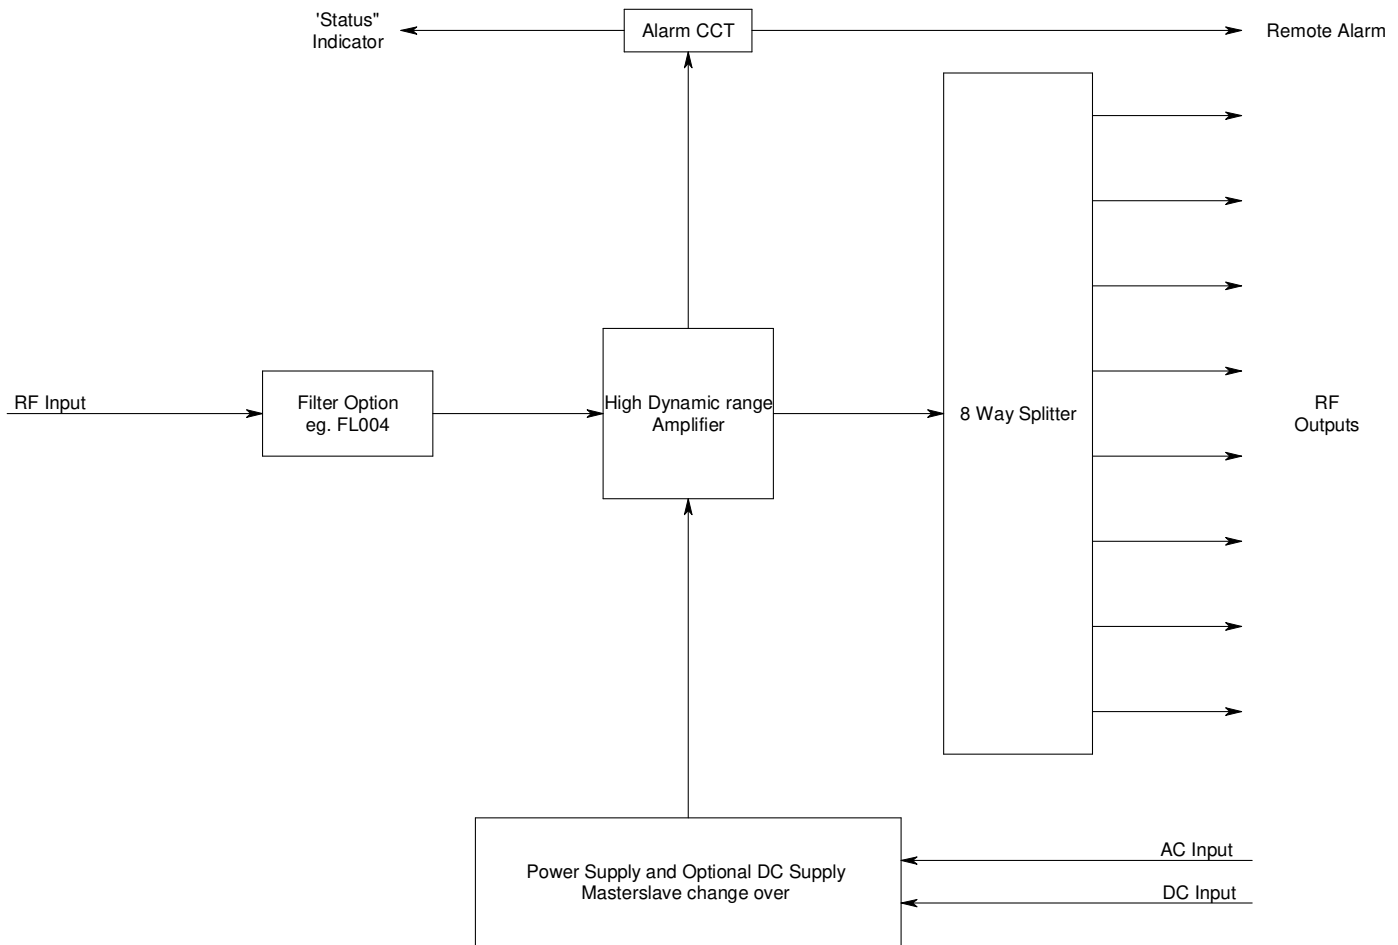 'Status"
Indicator
Alarm CCT
Remote Alarm
RF Input
Filter Option
eg. FL004
High Dynamic range
Amplifier
8 Way Splitter
RF
Outputs
Power Supply and Optional DC Supply
Masterslave change over
AC Input
DC Input